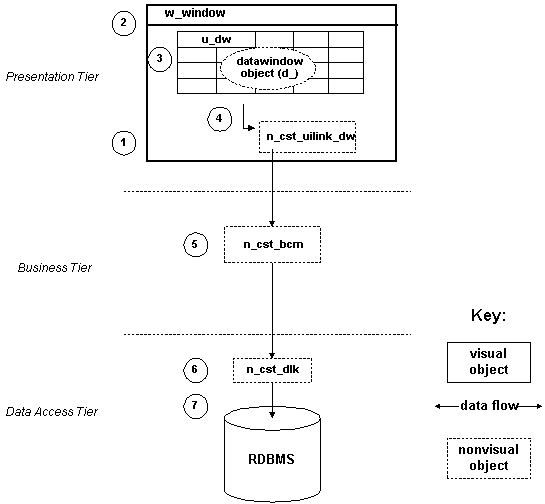 w_window
2
u_dw
3
datawindow
object (d_)
Presentation Tier
4
n_cst_uilink_dw
1
5
n_cst_bcm
Business Tier
Key:
visual
object
6
n_cst_dlk
7
data flow
Data Access Tier
RDBMS
nonvisual
object